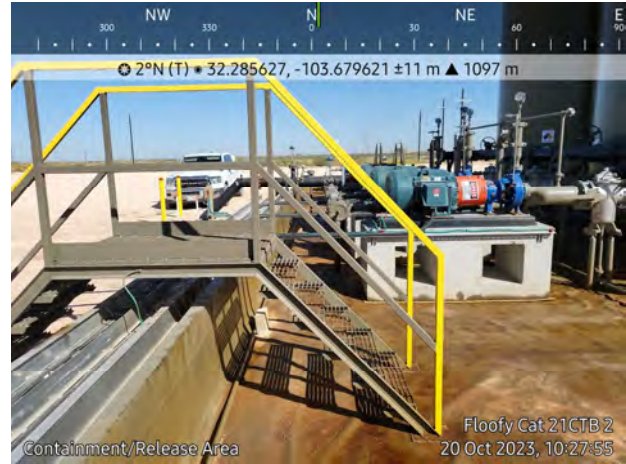 NW N NE E
300 330 0 30 60 90
2°N (T) ● 32.285627, -103.679621 ±11 m ▲ 1097 m
Floofy Cat 21CTB 2
Containment/Release Area 20 Oct 2023, 10:27:55